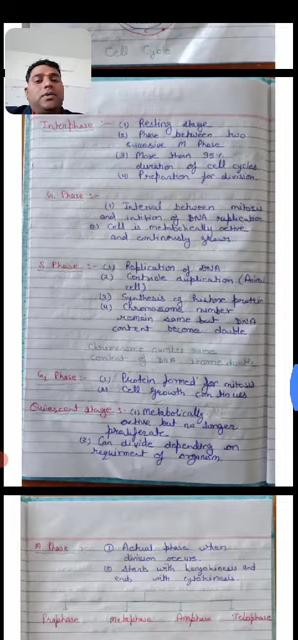 Cell Cycle
Interphase :- (1) Resting stage
(2) Phase between two
sucessive M Phase
(3) More than 95%
duration of cell cycles
(4) Preparation for division
G₁ Phase :-
(1) Interval between mitosis
and intition of DNA replication
(2) Cell is metabolically active
and continously grows
S Phase :- (1) Replication of DNA
(2) Centriole duplication (Animal
cell)
(3) Synthesis of histone protein
(4) Chromosome number
remain same but DNA
content become double
Chromosome number same
content of DNA become double
G₂ Phase :- (1) Protein formed for mitosis
(2) Cell growth continues
Quiescent stage : (1) Metabolically
active but no longer
proliferate
(2) Can divide depending on
requirment of organism
M Phase : (1) Actual phase when
division occurs
(2) Starts with karyokinesis and
ends with cytokinesis.
Prophase Metaphase Anaphase Telophase